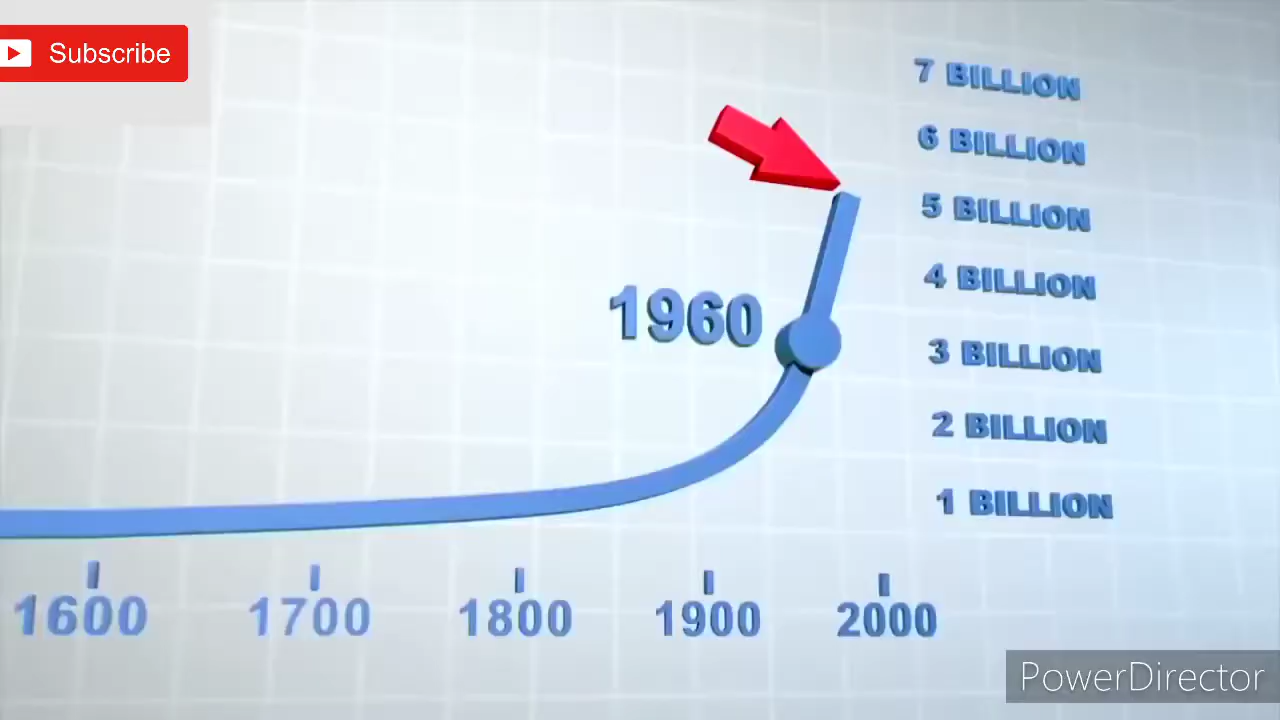 Subscribe
7 BILLION
6 BILLION
5 BILLION
4 BILLION
1960
3 BILLION
2 BILLION
1 BILLION
1600 1700 1800 1900 2000
PowerDirector